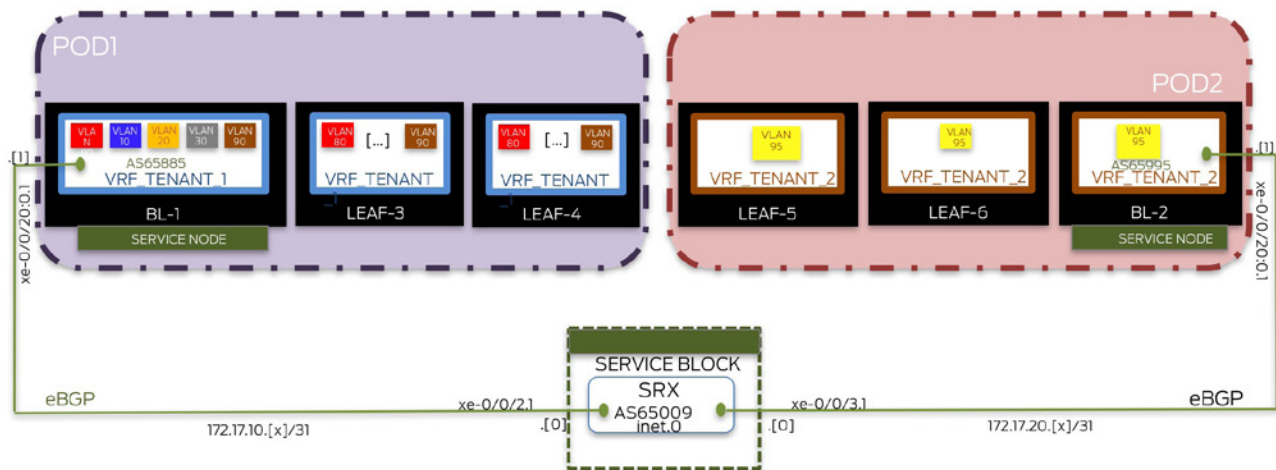 POD1
POD2
VLA
N
VLAN
10
VLAN
20
VLAN
30
VLAN
90
AS65885
VRF_TENANT_1
BL-1
SERVICE NODE
VLAN
80
[...]
VLAN
90
VRF_TENANT
_1
LEAF-3
VLAN
80
[...]
VLAN
90
VRF_TENANT
_1
LEAF-4
VLAN
95
VRF_TENANT_2
LEAF-5
VLAN
95
VRF_TENANT_2
LEAF-6
VLAN
95
AS65995
VRF_TENANT_2
BL-2
SERVICE NODE
.[1]
xe-0/0/20:0.1
.[1]
xe-0/0/20:0.1
SERVICE BLOCK
SRX
AS65009
inet.0
eBGP
xe-0/0/2.1
.[0]
172.17.10.[x]/31
xe-0/0/3.1
eBGP
.[0]
172.17.20.[x]/31